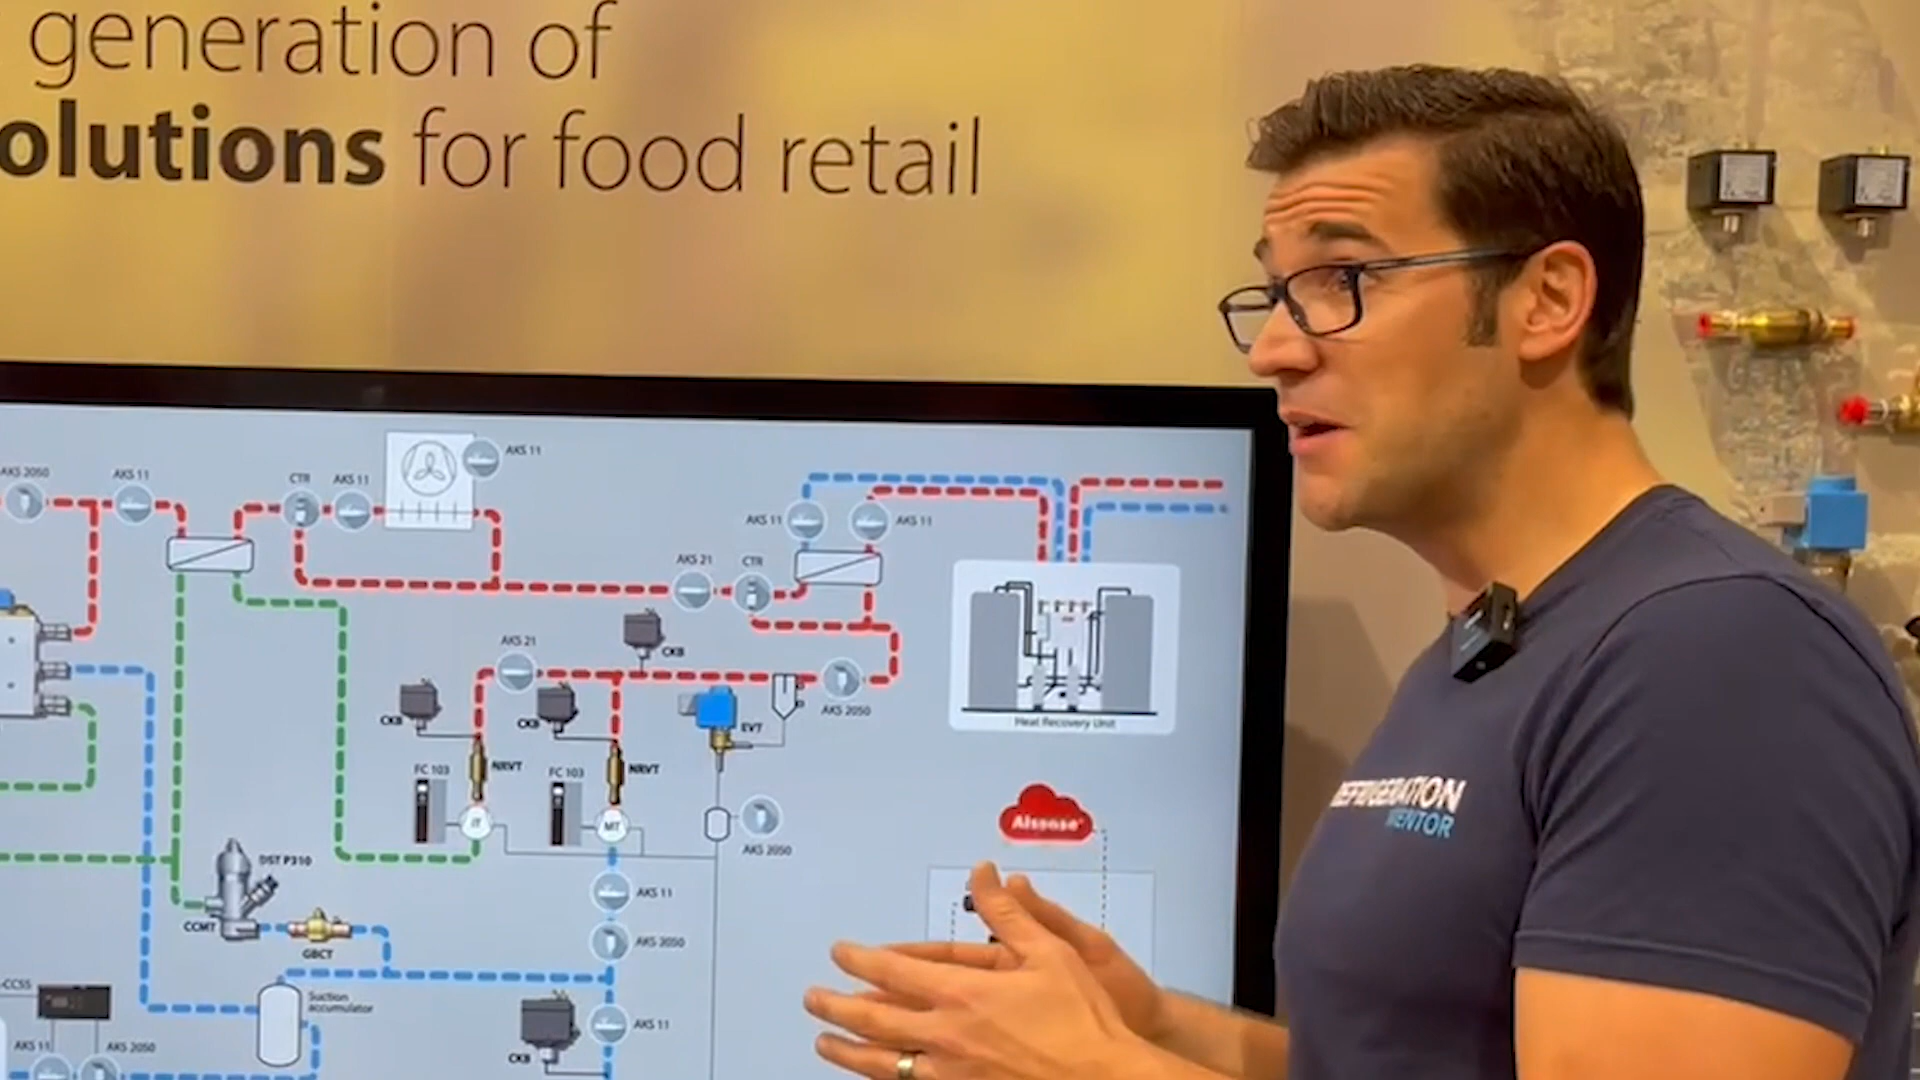 generation of
olutions for food retail
AKS 2050
AKS 11
CTR
AKS 11
AKS 11
AKS 11
AKS 11
AKS 21
CTR
CKB
AKS 21
CKB
CKB
AKS 2050
EVT
Heat Recovery Unit
NRVT
NRVT
FC 103
FC 103
IT
MT
AKS 2050
Alsense
REFRIGERATION
MENTOR
DST P310
CCMT
GBCT
AKS 11
AKS 2050
Suction
accumulator
-CC55
AKS 11
CKB
AKS 11
AKS 2050